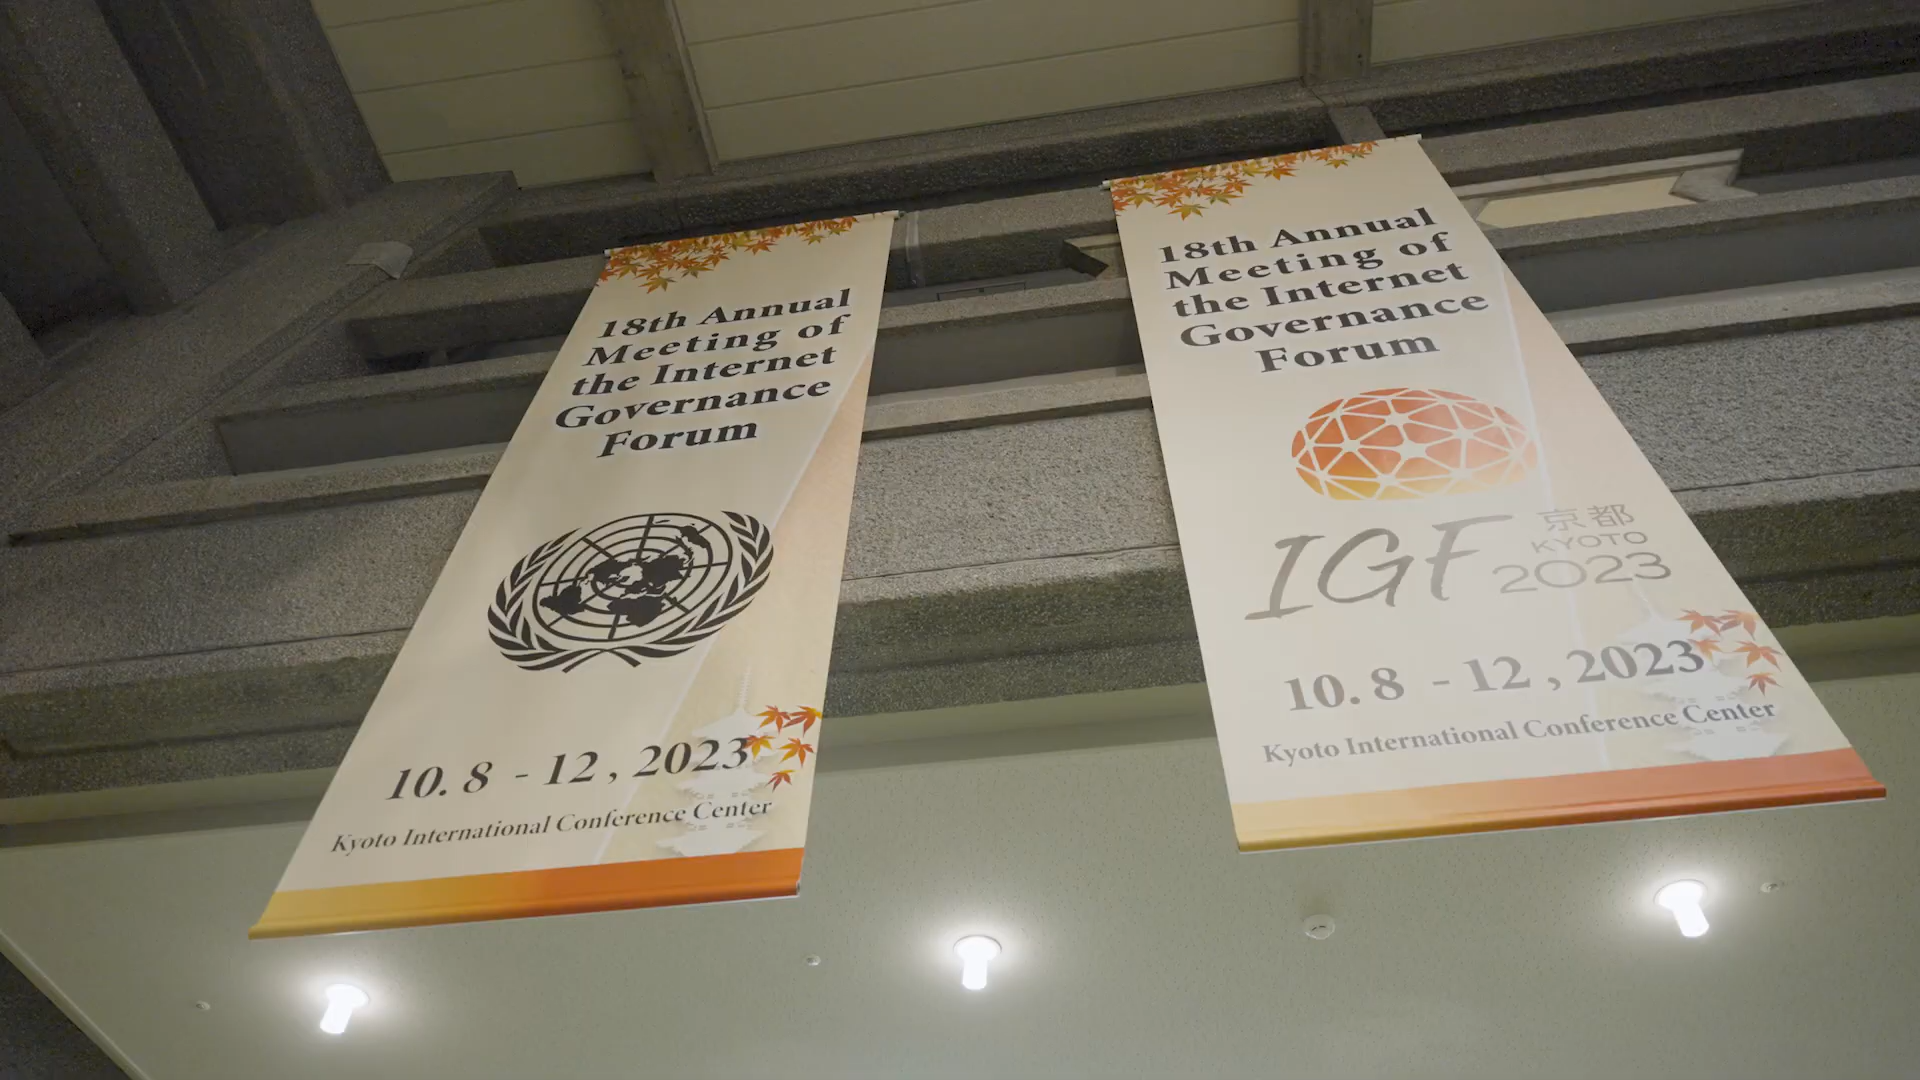 18th Annual
Meeting of
the Internet
Governance
Forum
10. 8 - 12 , 2023
Kyoto International Conference Center
18th Annual
Meeting of
the Internet
Governance
Forum
IGF 京都
KYOTO
2023
10. 8 - 12 , 2023
Kyoto International Conference Center